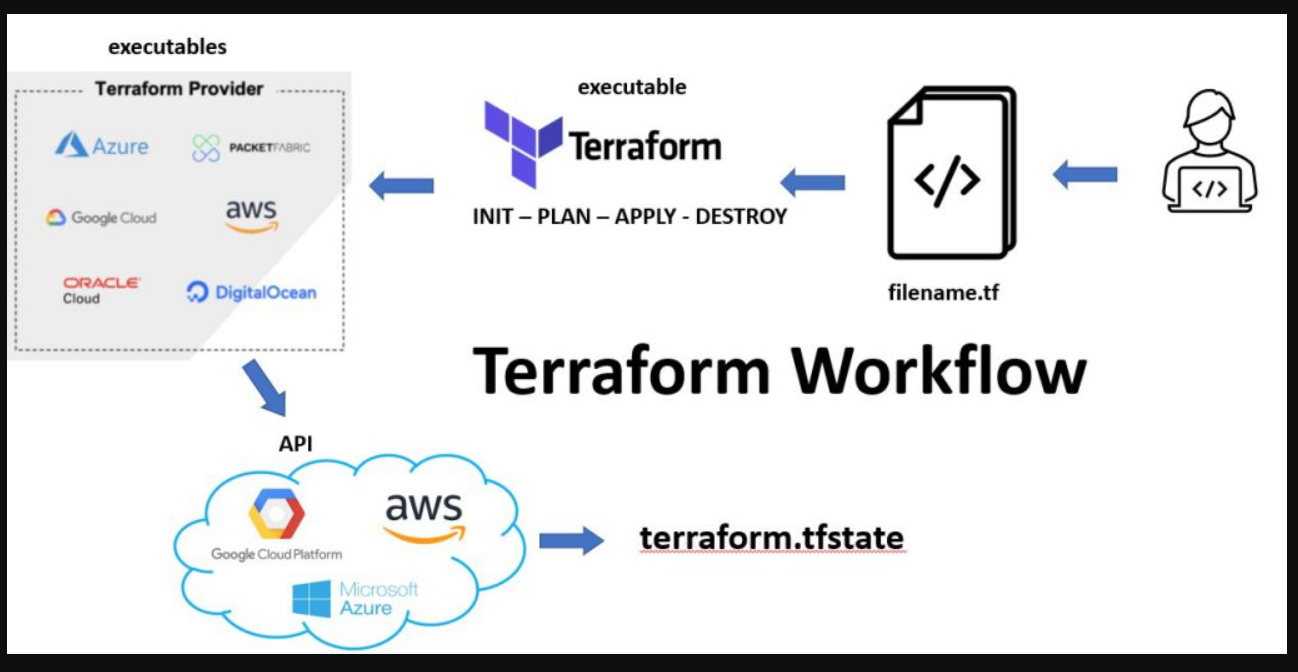 executables
Terraform Provider
Azure
PACKETFABRIC
Google Cloud
aws
ORACLE
Cloud
DigitalOcean
executable
Terraform
INIT – PLAN – APPLY - DESTROY
</>
filename.tf
</>
Terraform Workflow
API
Google Cloud Platform
aws
Microsoft
Azure
terraform.tfstate